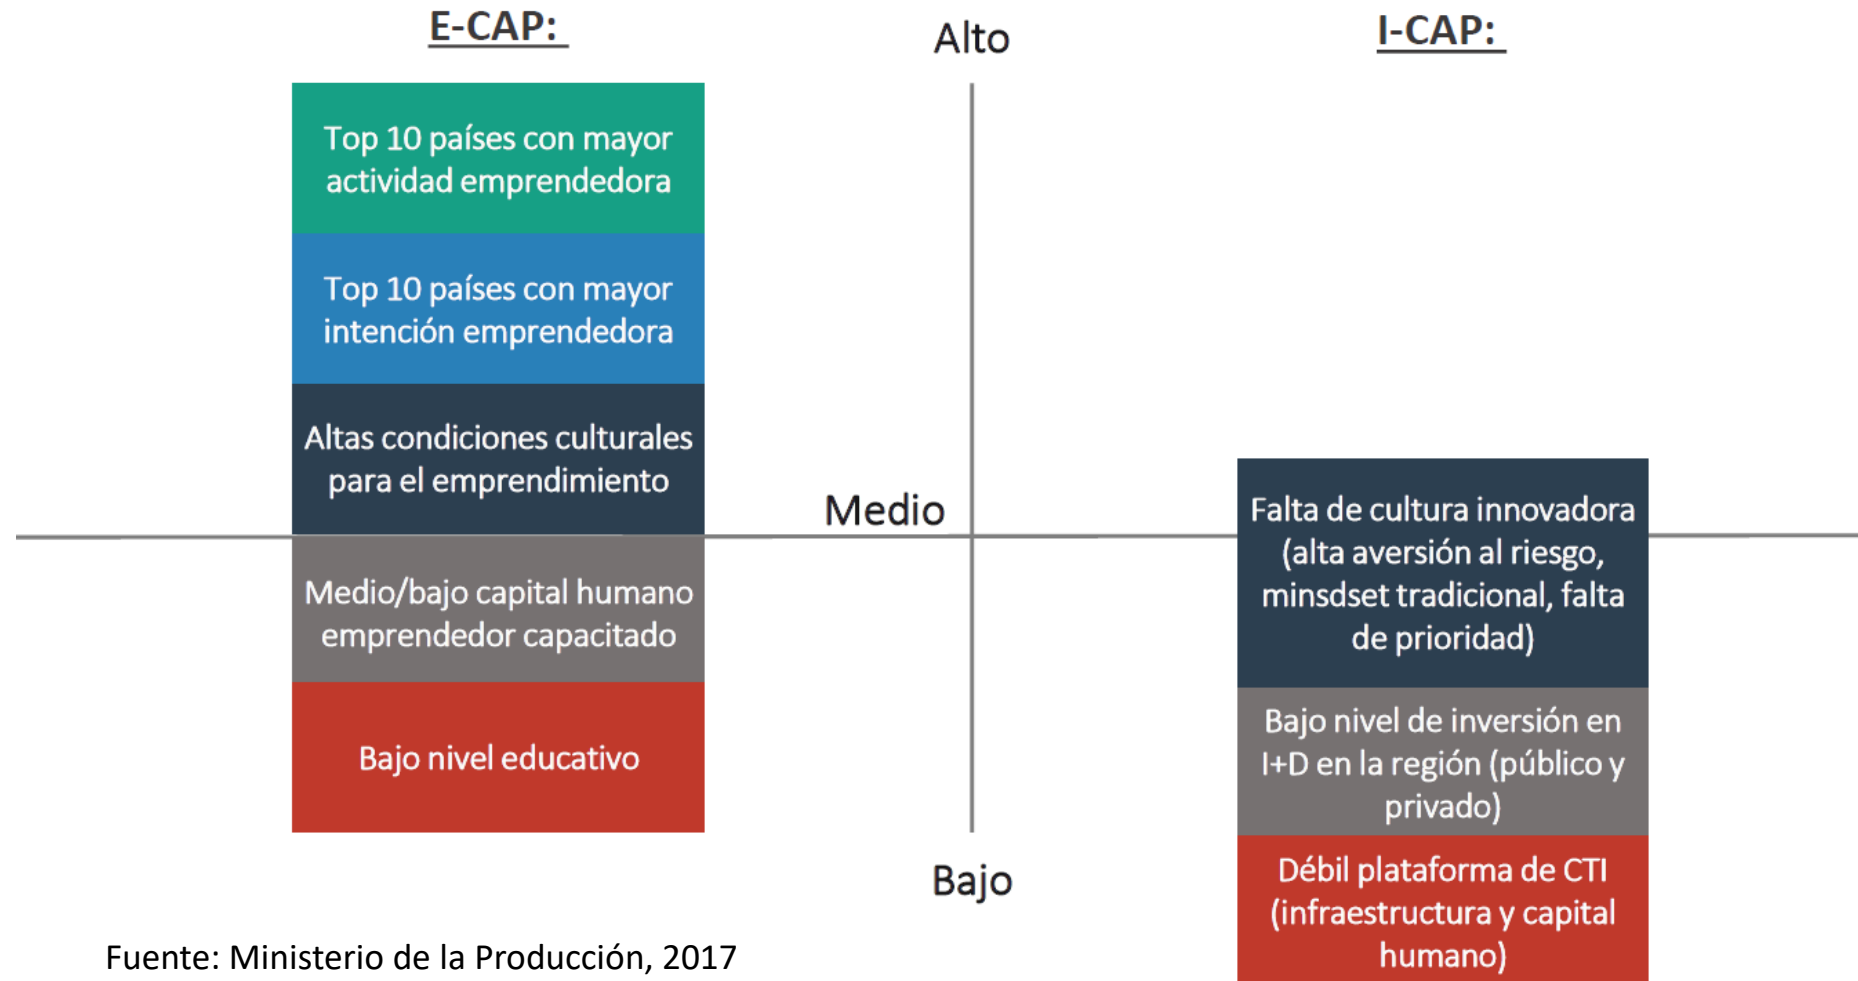 E-CAP:
Top 10 países con mayor
actividad emprendedora
Top 10 países con mayor
intención emprendedora
Altas condiciones culturales
para el emprendimiento
Medio/bajo capital humano
emprendedor capacitado
Bajo nivel educativo
Alto
Medio
Bajo
I-CAP:
Falta de cultura innovadora
(alta aversión al riesgo,
minsdset tradicional, falta
de prioridad)
Bajo nivel de inversión en
I+D en la región (público y
privado)
Débil plataforma de CTI
(infraestructura y capital
humano)
Fuente: Ministerio de la Producción, 2017